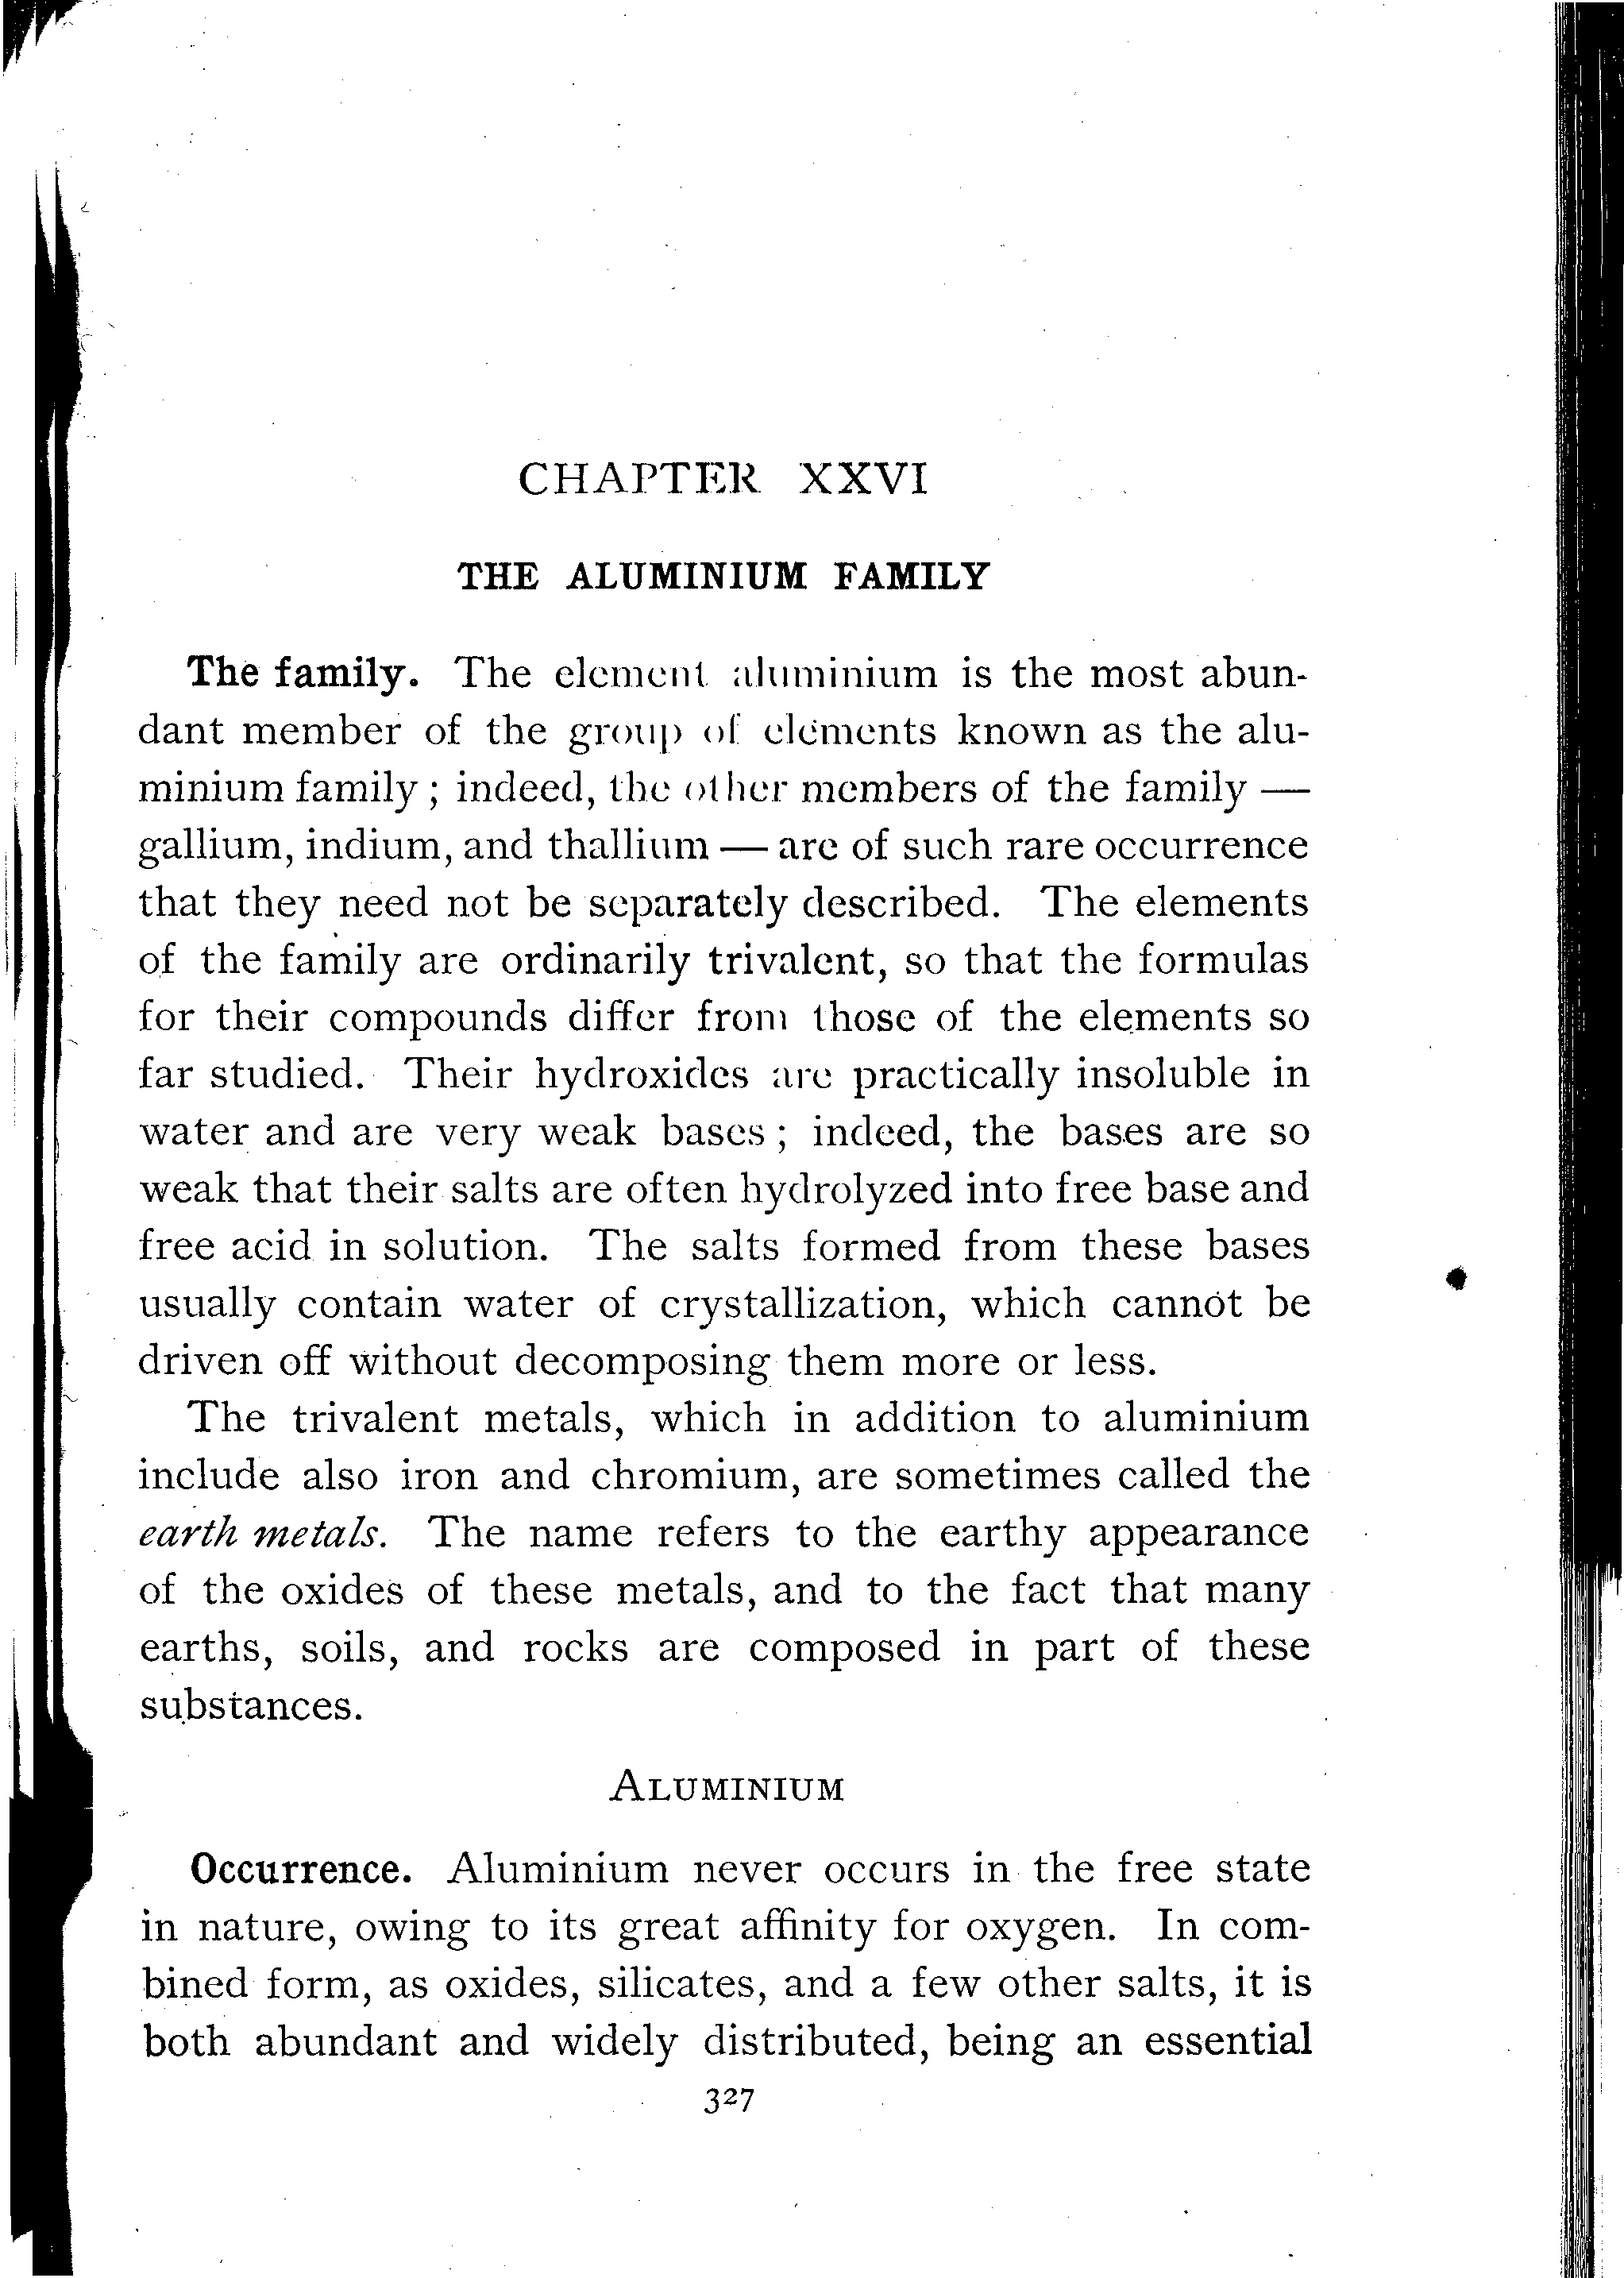 CHAPTER XXVI
THE ALUMINIUM FAMILY
The family. The element aluminium is the most abun-
dant member of the group of elements known as the alu-
minium family; indeed, the other members of the family —
gallium, indium, and thallium — are of such rare occurrence
that they need not be separately described. The elements
of the family are ordinarily trivalent, so that the formulas
for their compounds differ from those of the elements so
far studied. Their hydroxides are practically insoluble in
water and are very weak bases; indeed, the bases are so
weak that their salts are often hydrolyzed into free base and
free acid in solution. The salts formed from these bases
usually contain water of crystallization, which cannot be
driven off without decomposing them more or less.
The trivalent metals, which in addition to aluminium
include also iron and chromium, are sometimes called the
earth metals. The name refers to the earthy appearance
of the oxides of these metals, and to the fact that many
earths, soils, and rocks are composed in part of these
substances.
ALUMINIUM
Occurrence. Aluminium never occurs in the free state
in nature, owing to its great affinity for oxygen. In com-
bined form, as oxides, silicates, and a few other salts, it is
both abundant and widely distributed, being an essential
327